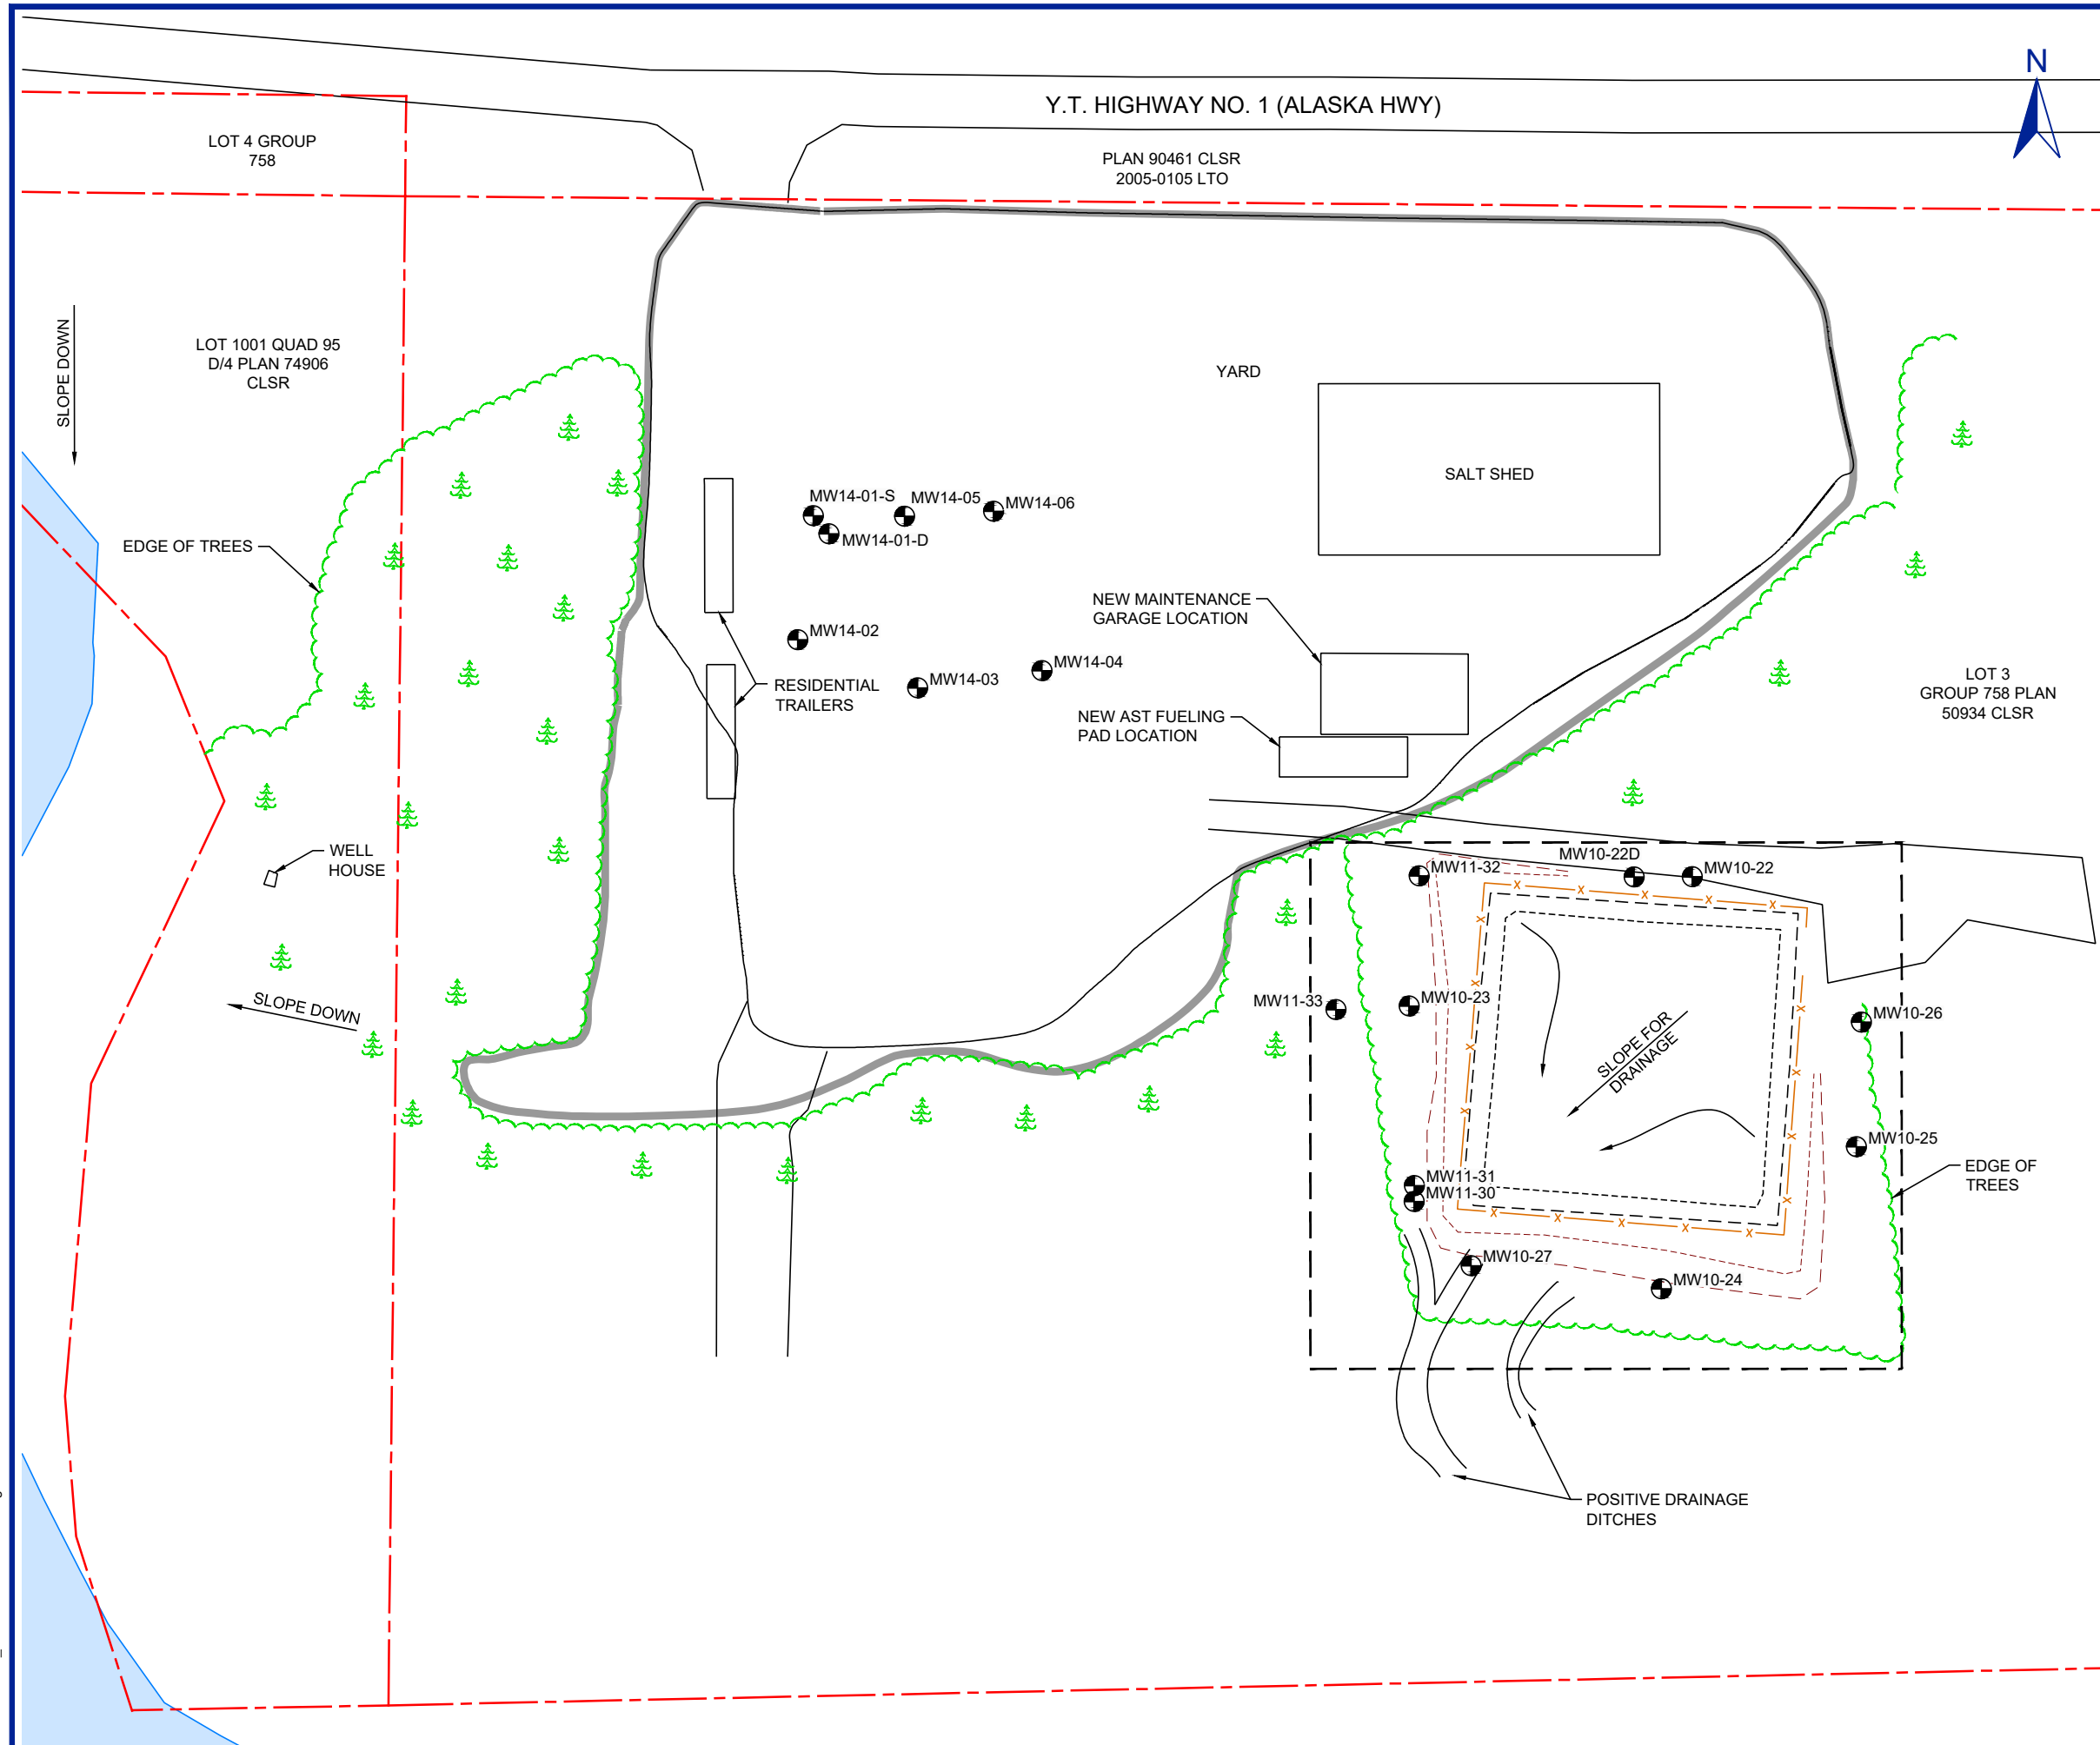 N
Y.T. HIGHWAY NO. 1 (ALASKA HWY)
LOT 4 GROUP
758
PLAN 90461 CLSR
2005-0105 LTO
SLOPE DOWN
LOT 1001 QUAD 95
D/4 PLAN 74906
CLSR
YARD
SALT SHED
MW14-01-S
MW14-05
MW14-06
MW14-01-D
EDGE OF TREES
NEW MAINTENANCE
GARAGE LOCATION
MW14-02
MW14-04
MW14-03
RESIDENTIAL
TRAILERS
LOT 3
GROUP 758 PLAN
50934 CLSR
NEW AST FUELING
PAD LOCATION
WELL
HOUSE
MW10-22D
MW11-32
MW10-22
SLOPE DOWN
MW11-33
MW10-23
MW10-26
SLOPE FOR
DRAINAGE
MW10-25
EDGE OF
TREES
MW11-31
MW11-30
MW10-27
MW10-24
POSITIVE DRAINAGE
DITCHES